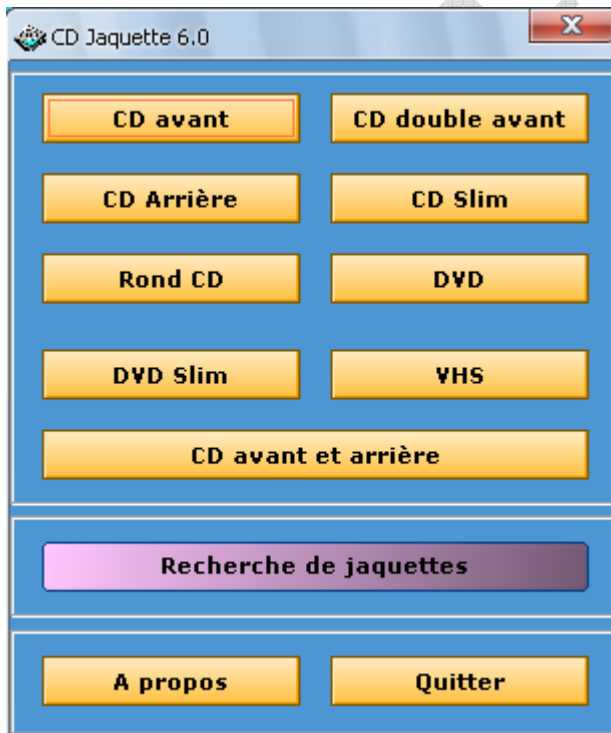 CD Jaquette 6.0
CD avant
CD double avant
CD Arrière
CD Slim
Rond CD
DVD
DVD Slim
VHS
CD avant et arrière
Recherche de jaquettes
A propos
Quitter